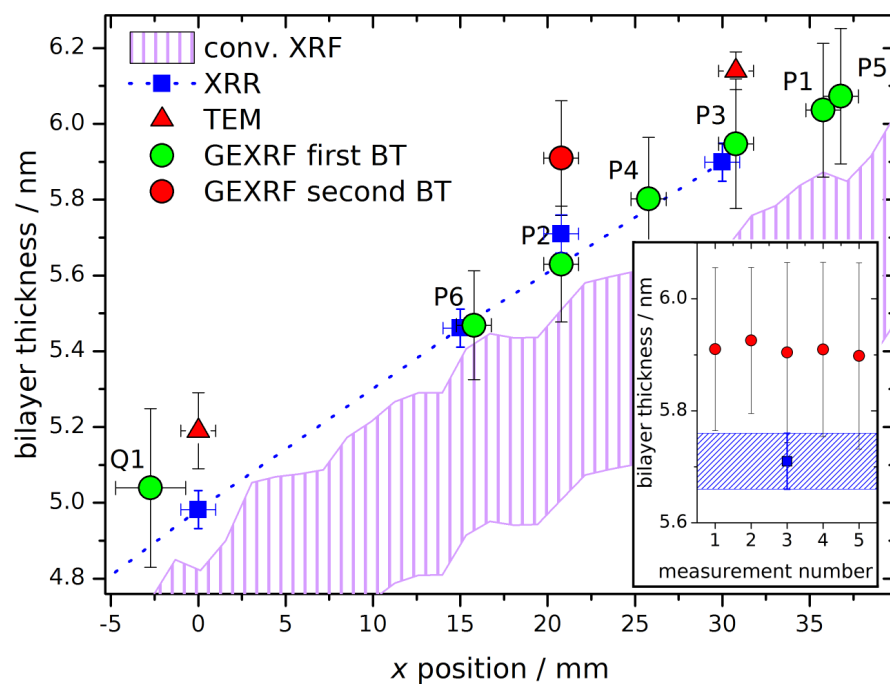 6.2
6.0
5.8
5.6
5.4
5.2
5.0
4.8
bilayer thickness / nm
conv. XRF
XRR
TEM
GEXRF first BT
GEXRF second BT
Q1
P6
P2
P4
P3
P1
P5
-5
0
5
10
15
20
25
30
35
x position / mm
bilayer thickness / nm
6.0
5.8
5.6
1 2 3 4 5
measurement number